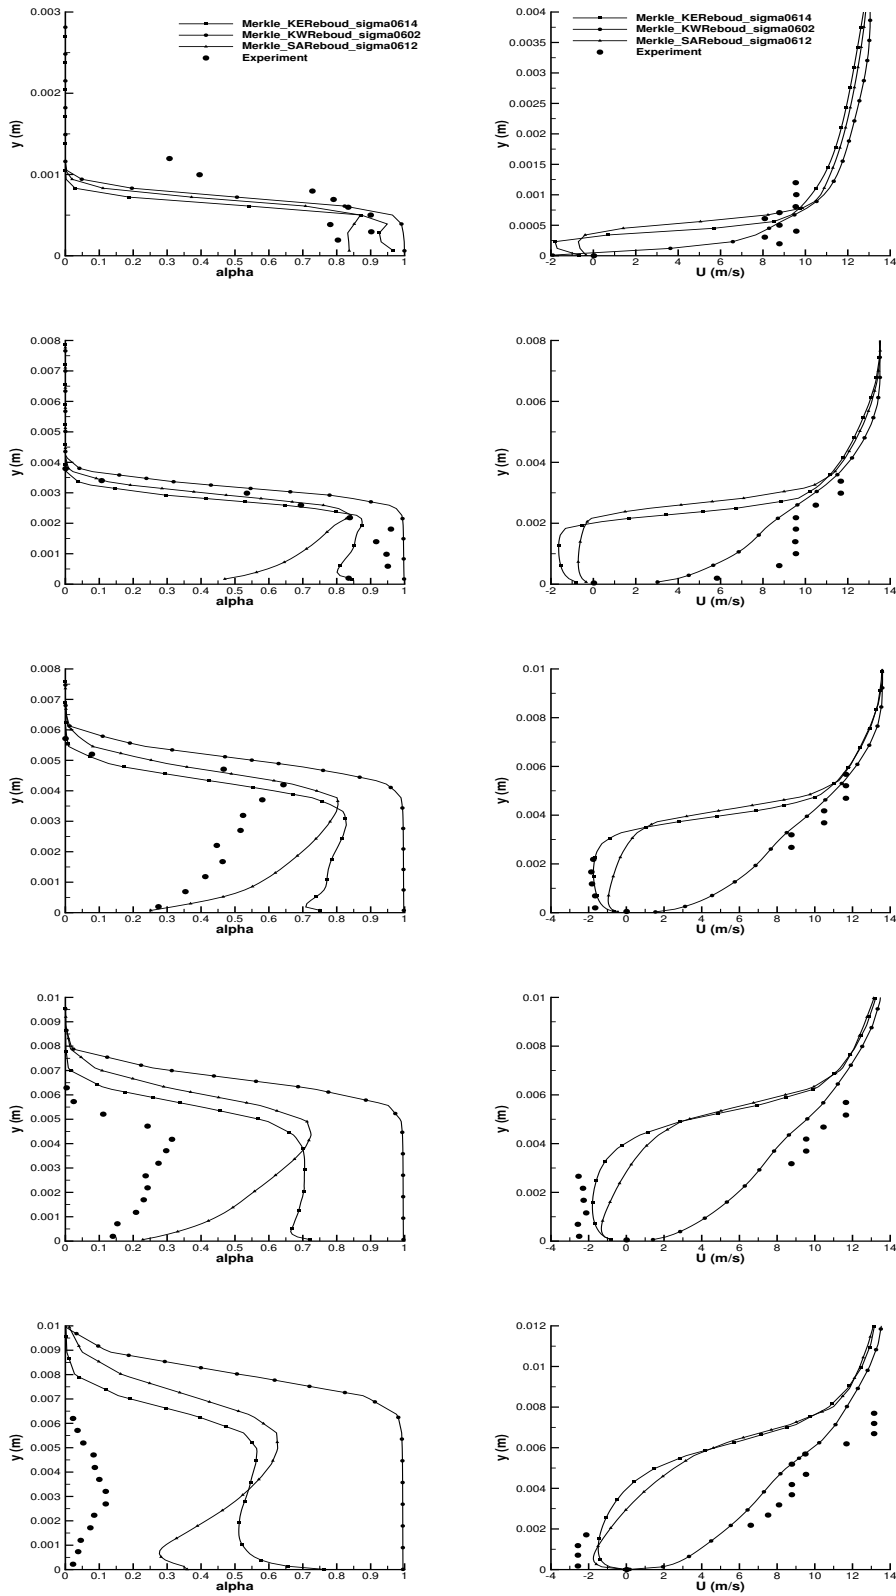 Merkle_KEReboud_sigma0614
Merkle_KWReboud_sigma0602
Merkle_SAReboud_sigma0612
Experiment
0.003
0.002
0.001
0
y (m)
0 0.1 0.2 0.3 0.4 0.5 0.6 0.7 0.8 0.9 1
alpha
Merkle_KEReboud_sigma0614
Merkle_KWReboud_sigma0602
Merkle_SAReboud_sigma0612
Experiment
0.004
0.0035
0.003
0.0025
0.002
0.0015
0.001
0.0005
0
y (m)
-2 0 2 4 6 8 10 12 14
U (m/s)
0.008
0.007
0.006
0.005
0.004
0.003
0.002
0.001
0
y (m)
0 0.1 0.2 0.3 0.4 0.5 0.6 0.7 0.8 0.9 1
alpha
0.008
0.006
0.004
0.002
0
y (m)
-2 0 2 4 6 8 10 12 14
U (m/s)
0.008
0.007
0.006
0.005
0.004
0.003
0.002
0.001
0
y (m)
0 0.1 0.2 0.3 0.4 0.5 0.6 0.7 0.8 0.9 1
alpha
0.01
0.008
0.006
0.004
0.002
0
y (m)
-4 -2 0 2 4 6 8 10 12 14
U (m/s)
0.01
0.009
0.008
0.007
0.006
0.005
0.004
0.003
0.002
0.001
0
y (m)
0 0.1 0.2 0.3 0.4 0.5 0.6 0.7 0.8 0.9 1
alpha
0.01
0.008
0.006
0.004
0.002
0
y (m)
-4 -2 0 2 4 6 8 10 12 14
U (m/s)
0.01
0.009
0.008
0.007
0.006
0.005
0.004
0.003
0.002
0.001
0
y (m)
0 0.1 0.2 0.3 0.4 0.5 0.6 0.7 0.8 0.9 1
alpha
0.012
0.01
0.008
0.006
0.004
0.002
0
y (m)
-4 -2 0 2 4 6 8 10 12 14
U (m/s)